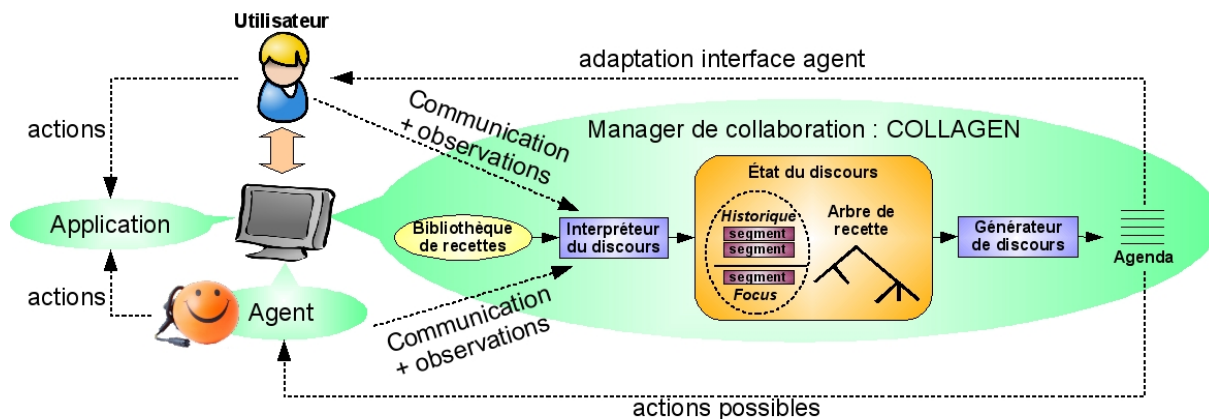 Utilisateur
adaptation interface agent
actions
Communication
+ observations
Manager de collaboration : COLLAGEN
État du discours
Application
Bibliothèque
de recettes
Interpréteur
du discours
Historique
segment
segment
segment
Focus
Arbre de
recette
Générateur
de discours
Agenda
actions
Agent
Communication
+ observations
actions possibles